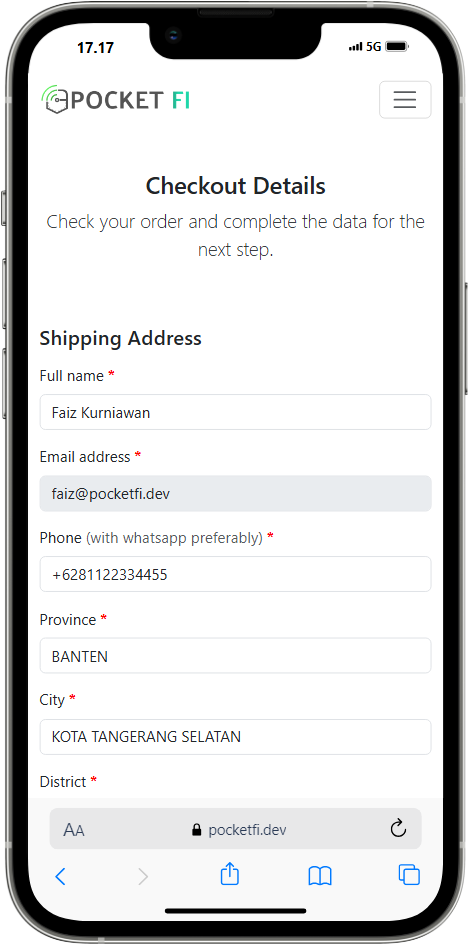 17.17
5G
POCKET FI
Checkout Details
Check your order and complete the data for the
next step.
Shipping Address
Full name *
Faiz Kurniawan
Email address *
faiz@pocketfi.dev
Phone (with whatsapp preferably) *
+6281122334455
Province *
BANTEN
City *
KOTA TANGERANG SELATAN
District *
AA pocketfi.dev